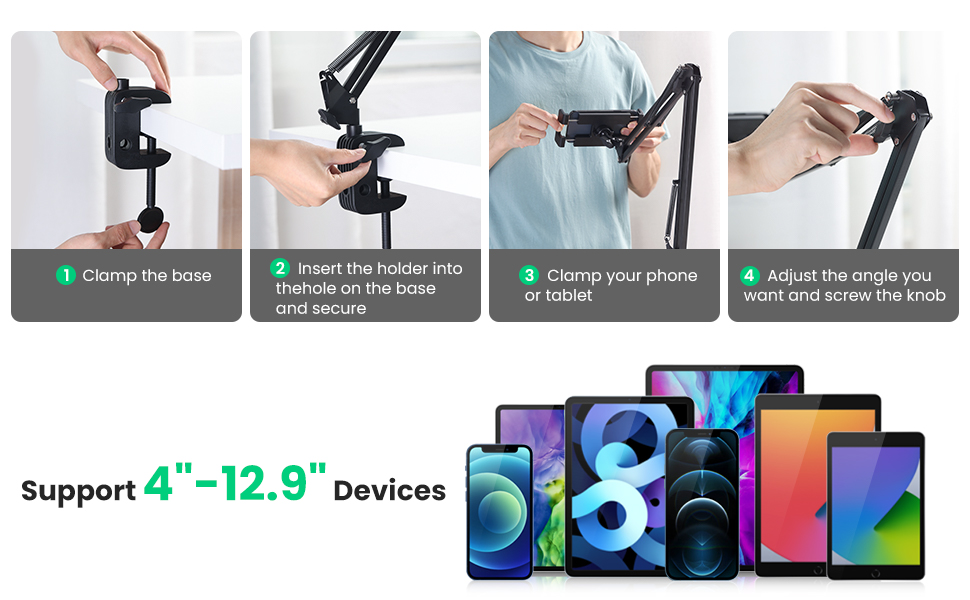 1 Clamp the base
2 Insert the holder into
thehole on the base
and secure
3 Clamp your phone
or tablet
4 Adjust the angle you
want and screw the knob
Support 4"-12.9" Devices